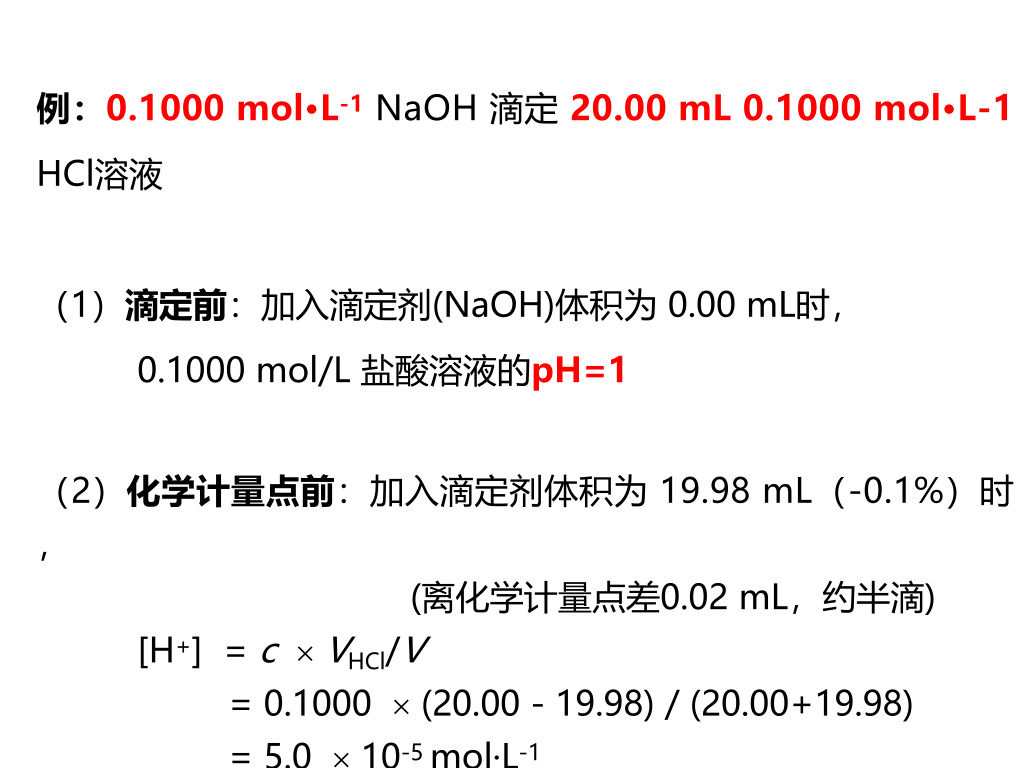 例：0.1000 mol•L-1 NaOH 滴定 20.00 mL 0.1000 mol•L-1
HCl溶液
（1）滴定前：加入滴定剂(NaOH)体积为 0.00 mL时，
0.1000 mol/L 盐酸溶液的pH=1
（2）化学计量点前：加入滴定剂体积为 19.98 mL（-0.1%）时
，
(离化学计量点差0.02 mL，约半滴)
[H+] = c × VHCl/V
= 0.1000 × (20.00 - 19.98) / (20.00+19.98)
= 5.0 × 10-5 mol·L-1